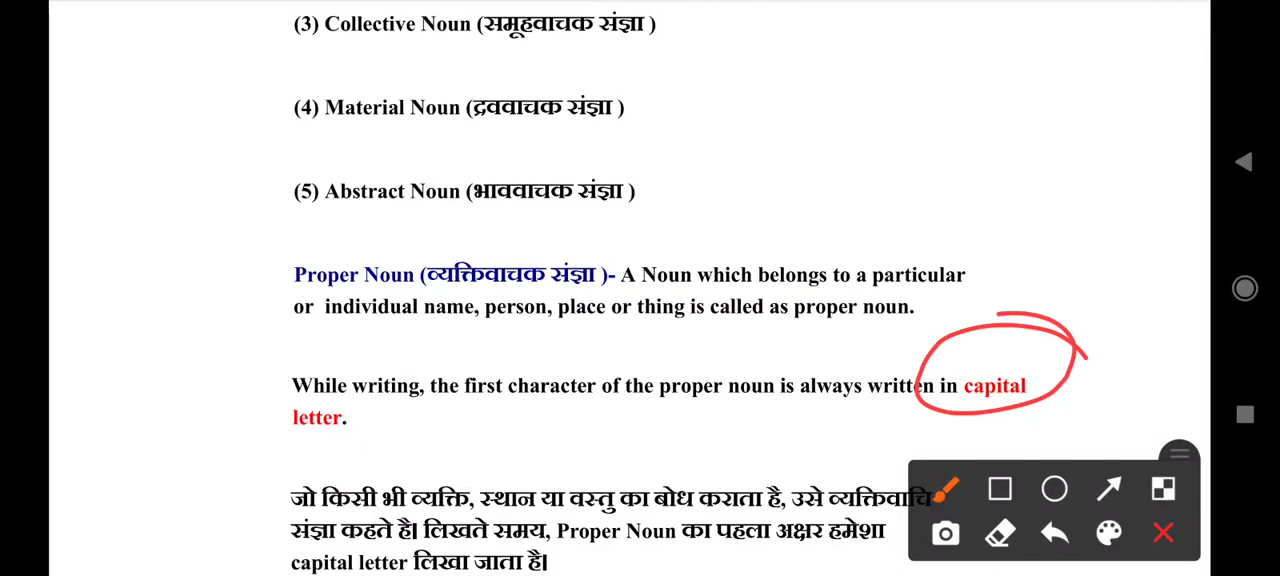 (3) Collective Noun (समूहवाचक संज्ञा )
(4) Material Noun (द्रववाचक संज्ञा )
(5) Abstract Noun (भाववाचक संज्ञा )
Proper Noun (व्यक्तिवाचक संज्ञा )- A Noun which belongs to a particular
or individual name, person, place or thing is called as proper noun.
While writing, the first character of the proper noun is always written in capital
letter.
जो किसी भी व्यक्ति, स्थान या वस्तु का बोध कराता है, उसे व्यक्तिवाचि
संज्ञा कहते है। लिखते समय, Proper Noun का पहला अक्षर हमेशा
capital letter लिखा जाता है।